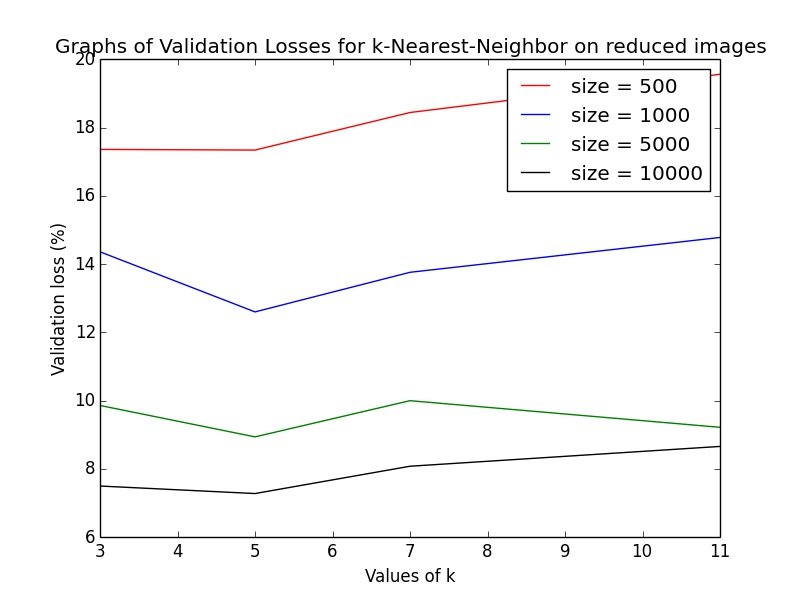 Graphs of Validation Losses for k-Nearest-Neighbor on reduced images
size = 500
size = 1000
size = 5000
size = 10000
Validation loss (%)
20
18
16
14
12
10
8
6
3 4 5 6 7 8 9 10 11
Values of k